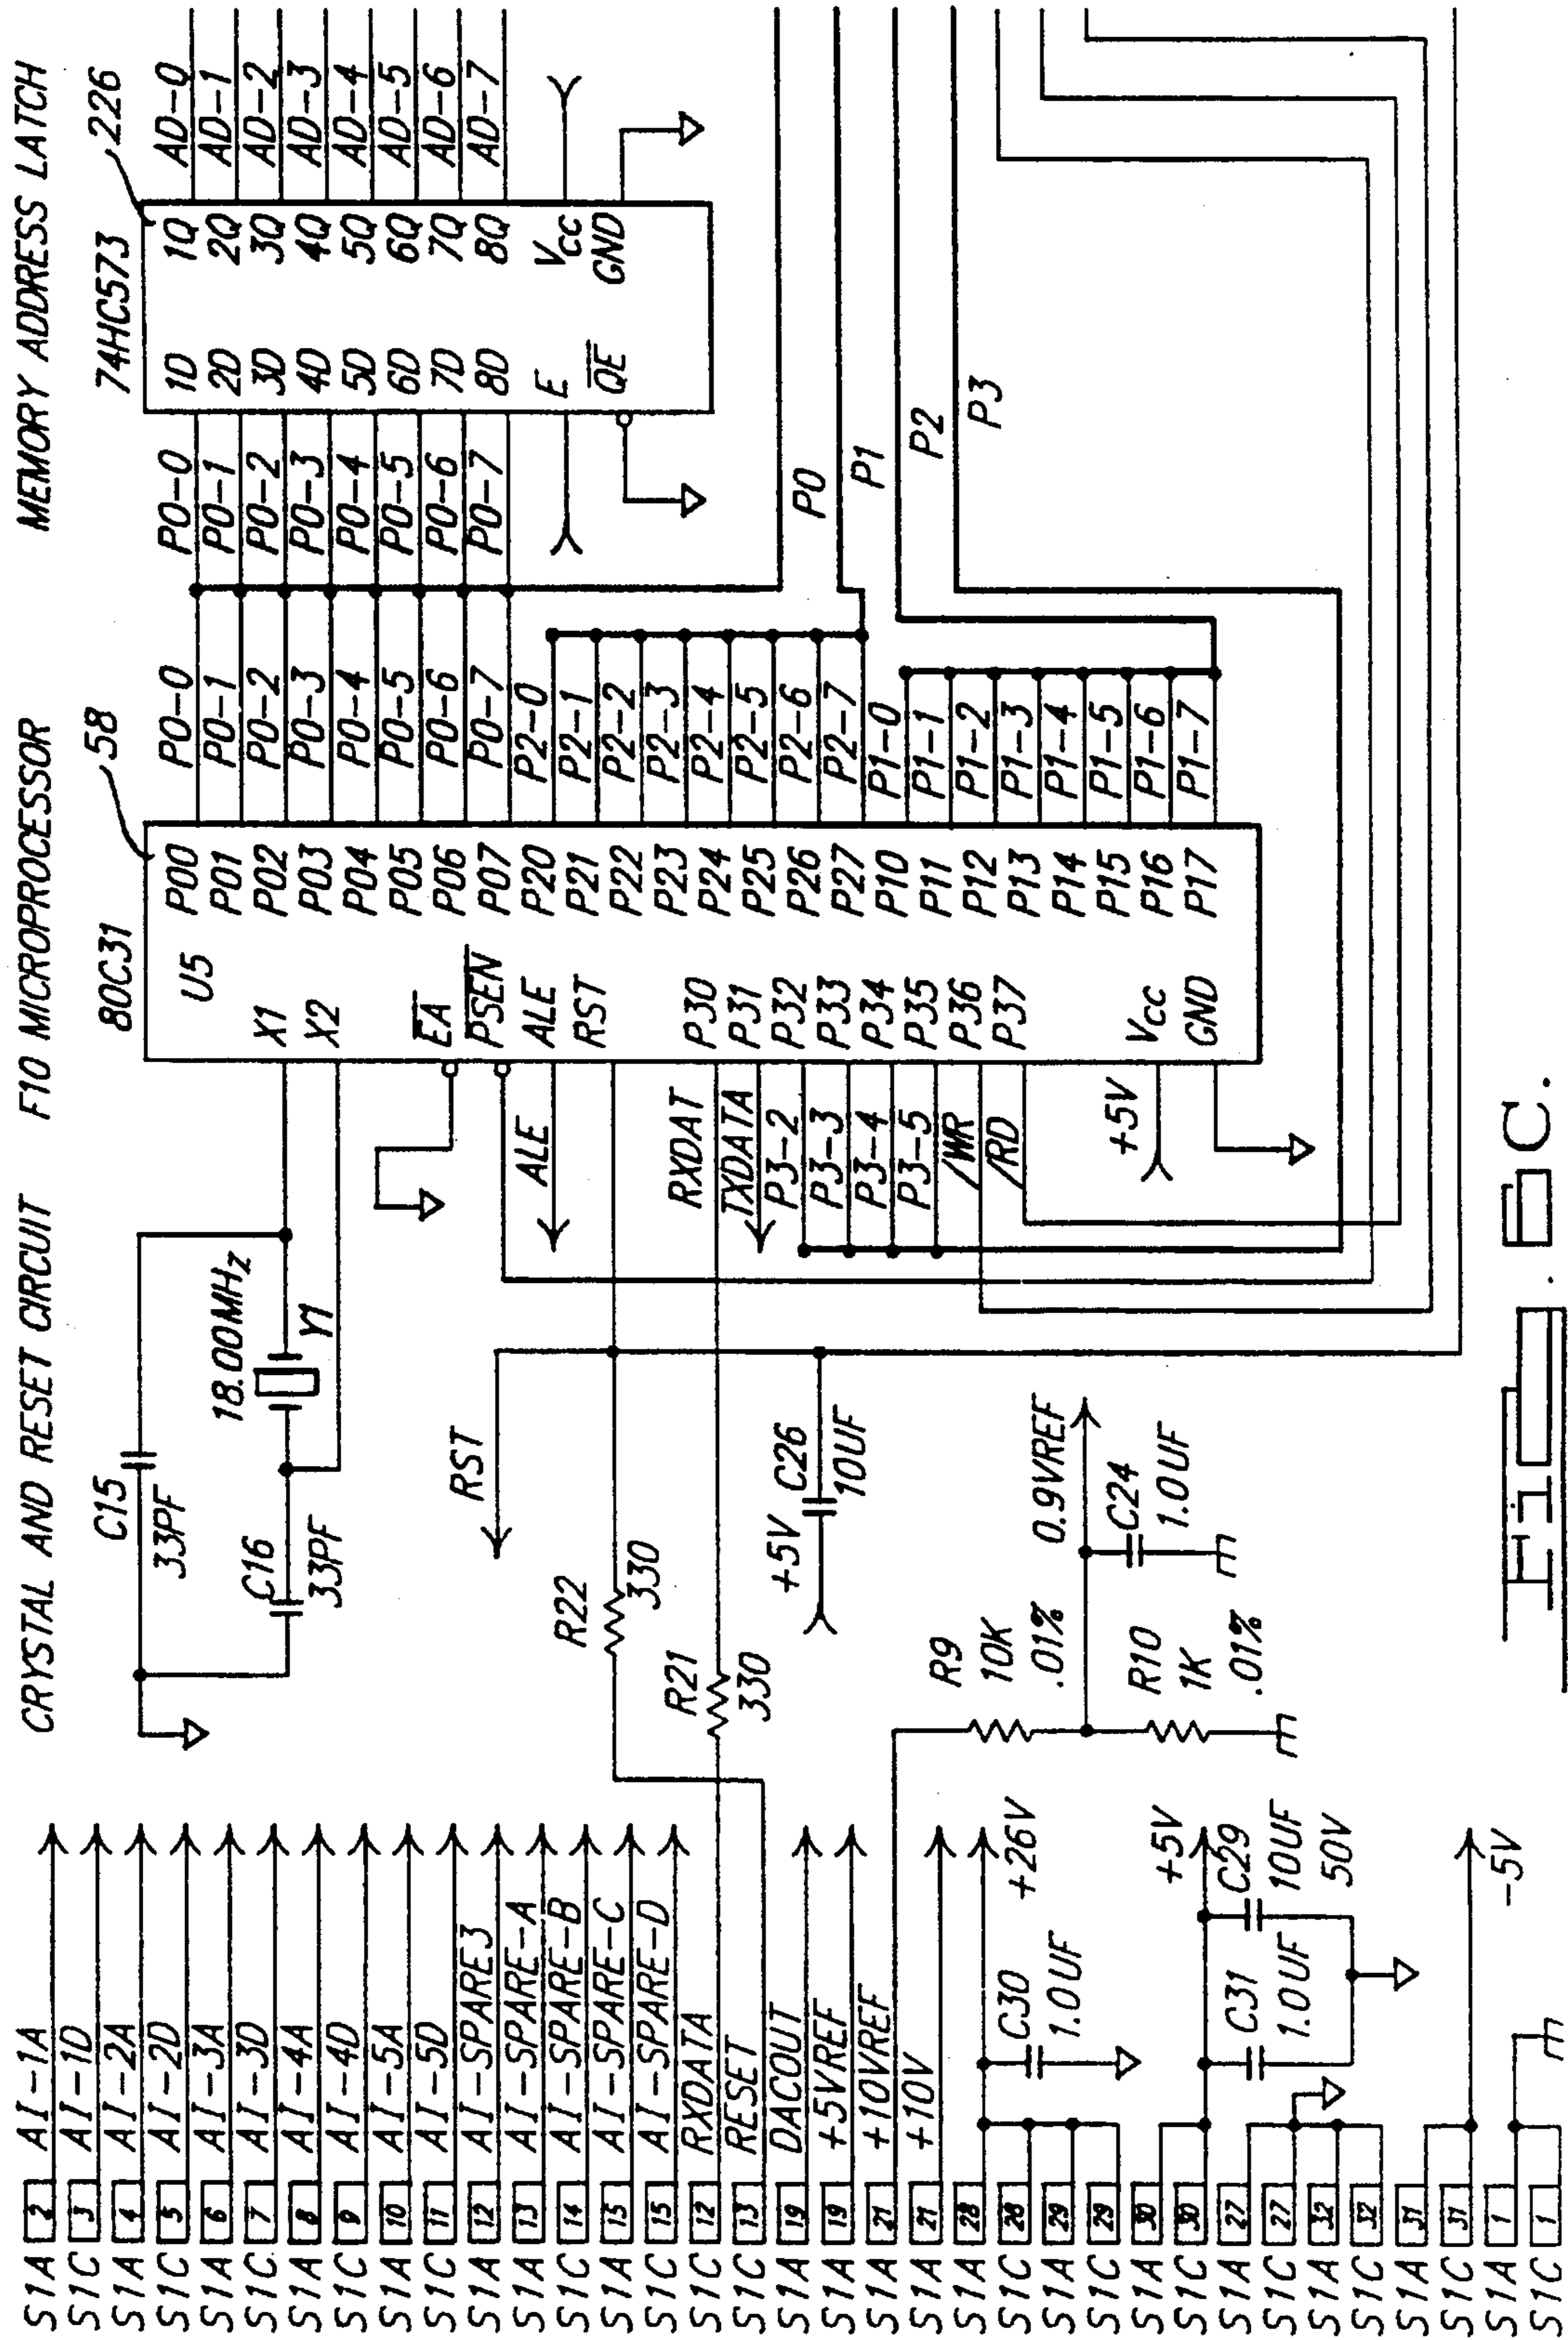 CRYSTAL AND RESET CIRCUIT
F10 MICROPROCESSOR
MEMORY ADDRESS LATCH
S1A 2 AI-1A
S1C 3 AI-1D
S1A 4 AI-2A
S1C 5 AI-2D
S1A 6 AI-3A
S1C 7 AI-3D
S1A 8 AI-4A
S1C 9 AI-4D
S1A 10 AI-5A
S1C 11 AI-5D
S1A 12 AI-SPARE3
S1A 13 AI-SPARE-A
S1C 14 AI-SPARE-B
S1A 15 AI-SPARE-C
S1C 15 AI-SPARE-D
S1C 12 RXDATA
S1C 13 RESET
S1A 19 DACOUT
S1A 19 +5VREF
S1A 21 +10VREF
S1A 21 +10V
S1A 28
S1C 28
S1A 29
S1C 29
S1A 30
S1C 30
S1A 27
S1C 27
S1A 32
S1C 32
S1A 31
S1C 31
S1A 1
S1C 1
+26V
C30
1.0UF
+5V
C31
1.0UF
C29
10UF
50V
-5V
C15
33PF
C16
33PF
18.00MHz
Y1
RST
R22
330
R21
330
+5V
C26
10UF
R9
10K
.01%
0.9VREF
R10
1K
.01%
C24
1.0UF
80C31
58
U5
X1
X2
EA
PSEN
ALE
RST
P30
P31
P32
P33
P34
P35
P36
P37
Vcc
GND
ALE
RXDAT
TXDATA
P3-2
P3-3
P3-4
P3-5
/WR
/RD
+5V
P00
P01
P02
P03
P04
P05
P06
P07
P20
P21
P22
P23
P24
P25
P26
P27
P10
P11
P12
P13
P14
P15
P16
P17
P0-0
P0-1
P0-2
P0-3
P0-4
P0-5
P0-6
P0-7
P2-0
P2-1
P2-2
P2-3
P2-4
P2-5
P2-6
P2-7
P1-0
P1-1
P1-2
P1-3
P1-4
P1-5
P1-6
P1-7
P0-0
P0-1
P0-2
P0-3
P0-4
P0-5
P0-6
P0-7
P0
P1
P2
P3
74HC573
226
1D 1Q
2D 2Q
3D 3Q
4D 4Q
5D 5Q
6D 6Q
7D 7Q
8D 8Q
E Vcc
QE GND
AD-0
AD-1
AD-2
AD-3
AD-4
AD-5
AD-6
AD-7